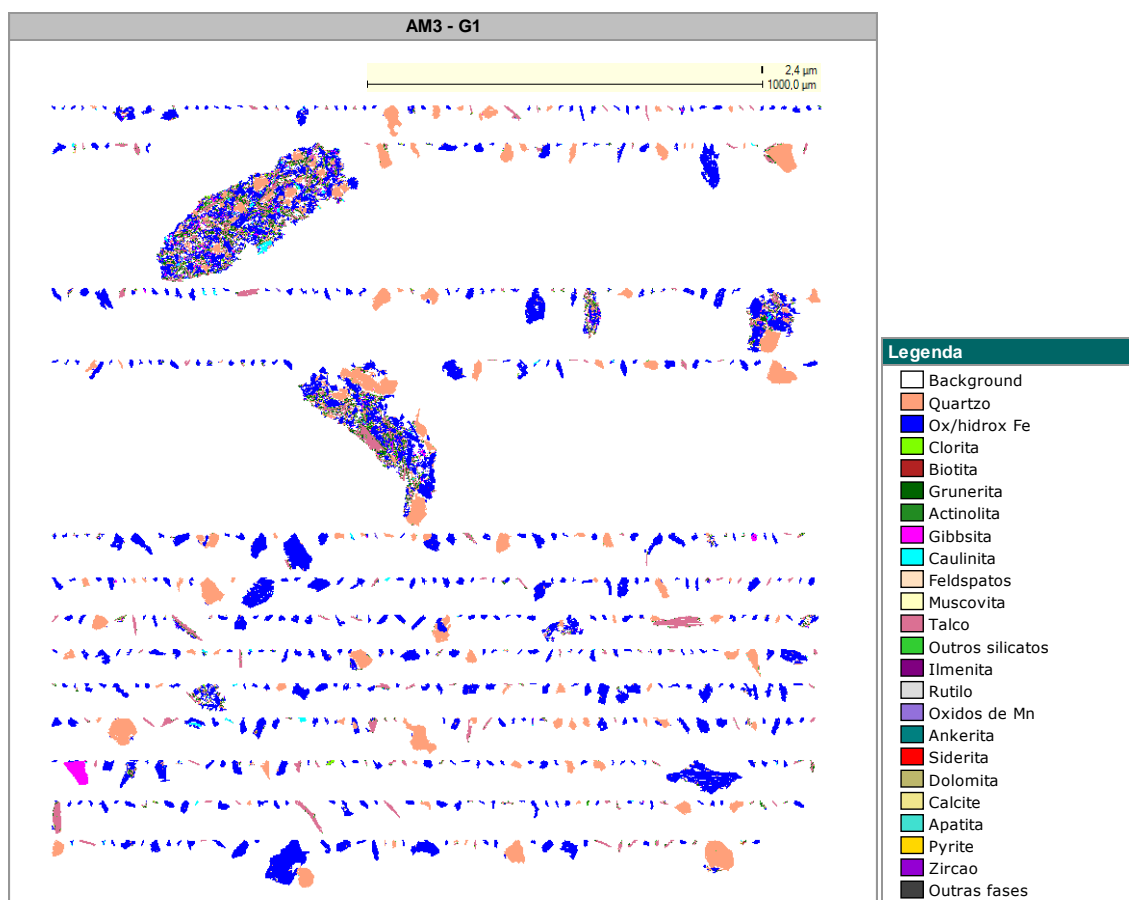 AM3 - G1
2,4 µm
1000,0 µm
Legenda
Background
Quartzo
Ox/hidrox Fe
Clorita
Biotita
Grunerita
Actinolita
Gibbsita
Caulinita
Feldspatos
Muscovita
Talco
Outros silicatos
Ilmenita
Rutilo
Oxidos de Mn
Ankerita
Siderita
Dolomita
Calcite
Apatita
Pyrite
Zircao
Outras fases